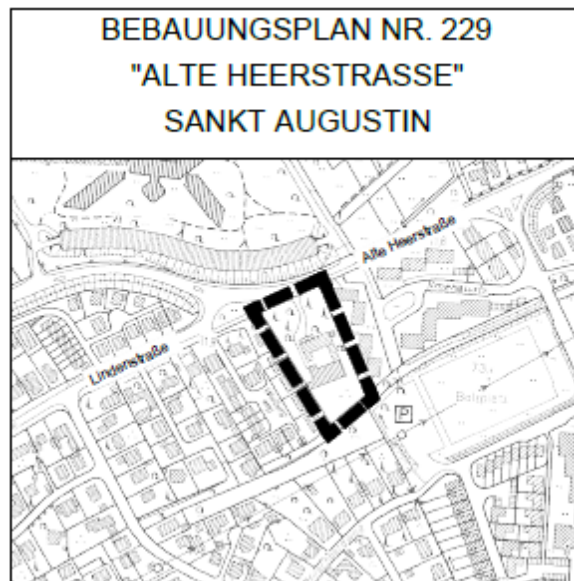 BEBAUUNGSPLAN NR. 229
"ALTE HEERSTRASSE"
SANKT AUGUSTIN
Alte Heerstraße
Lindenstraße
P